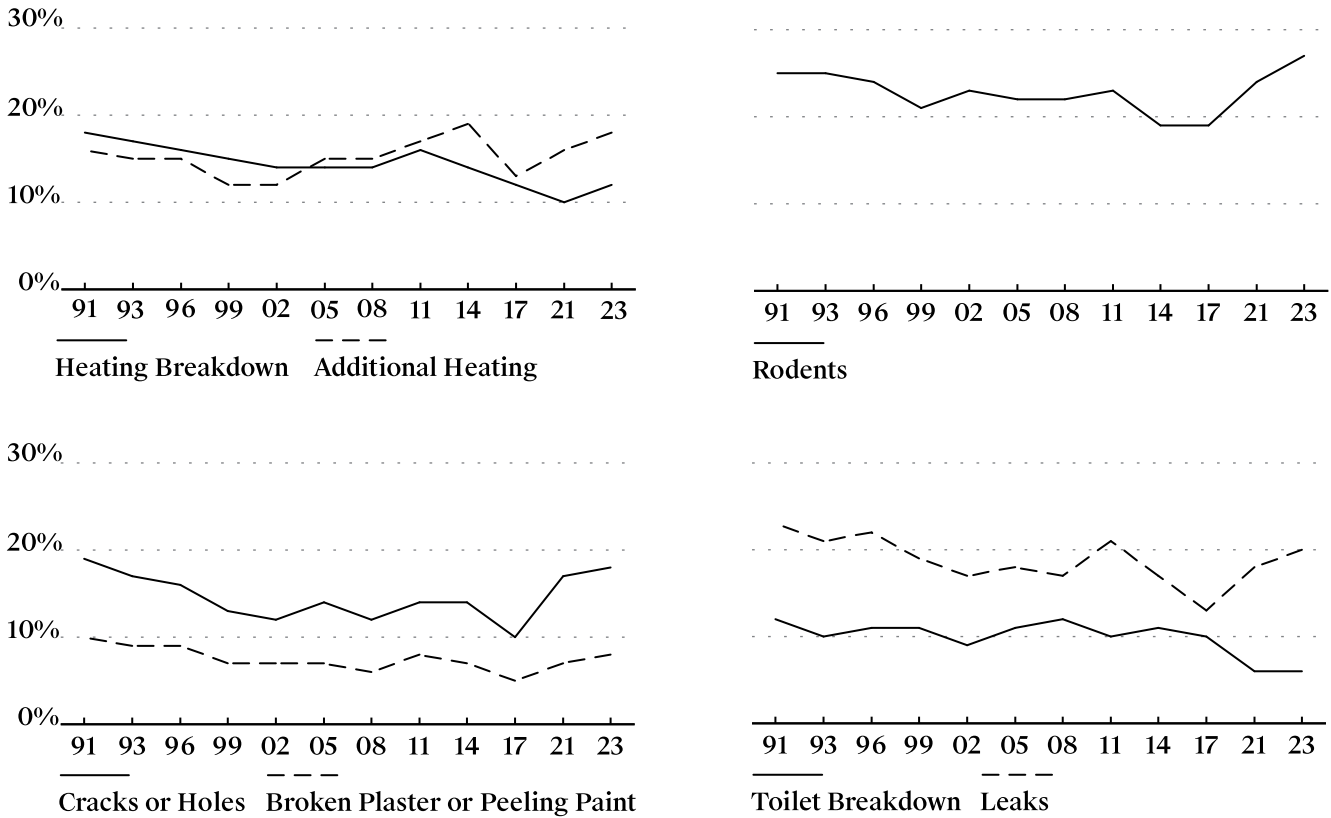 30%
20%
10%
0%
91 93 96 99 02 05 08 11 14 17 21 23
Heating Breakdown Additional Heating
91 93 96 99 02 05 08 11 14 17 21 23
Rodents
30%
20%
10%
0%
91 93 96 99 02 05 08 11 14 17 21 23
Cracks or Holes Broken Plaster or Peeling Paint
91 93 96 99 02 05 08 11 14 17 21 23
Toilet Breakdown Leaks